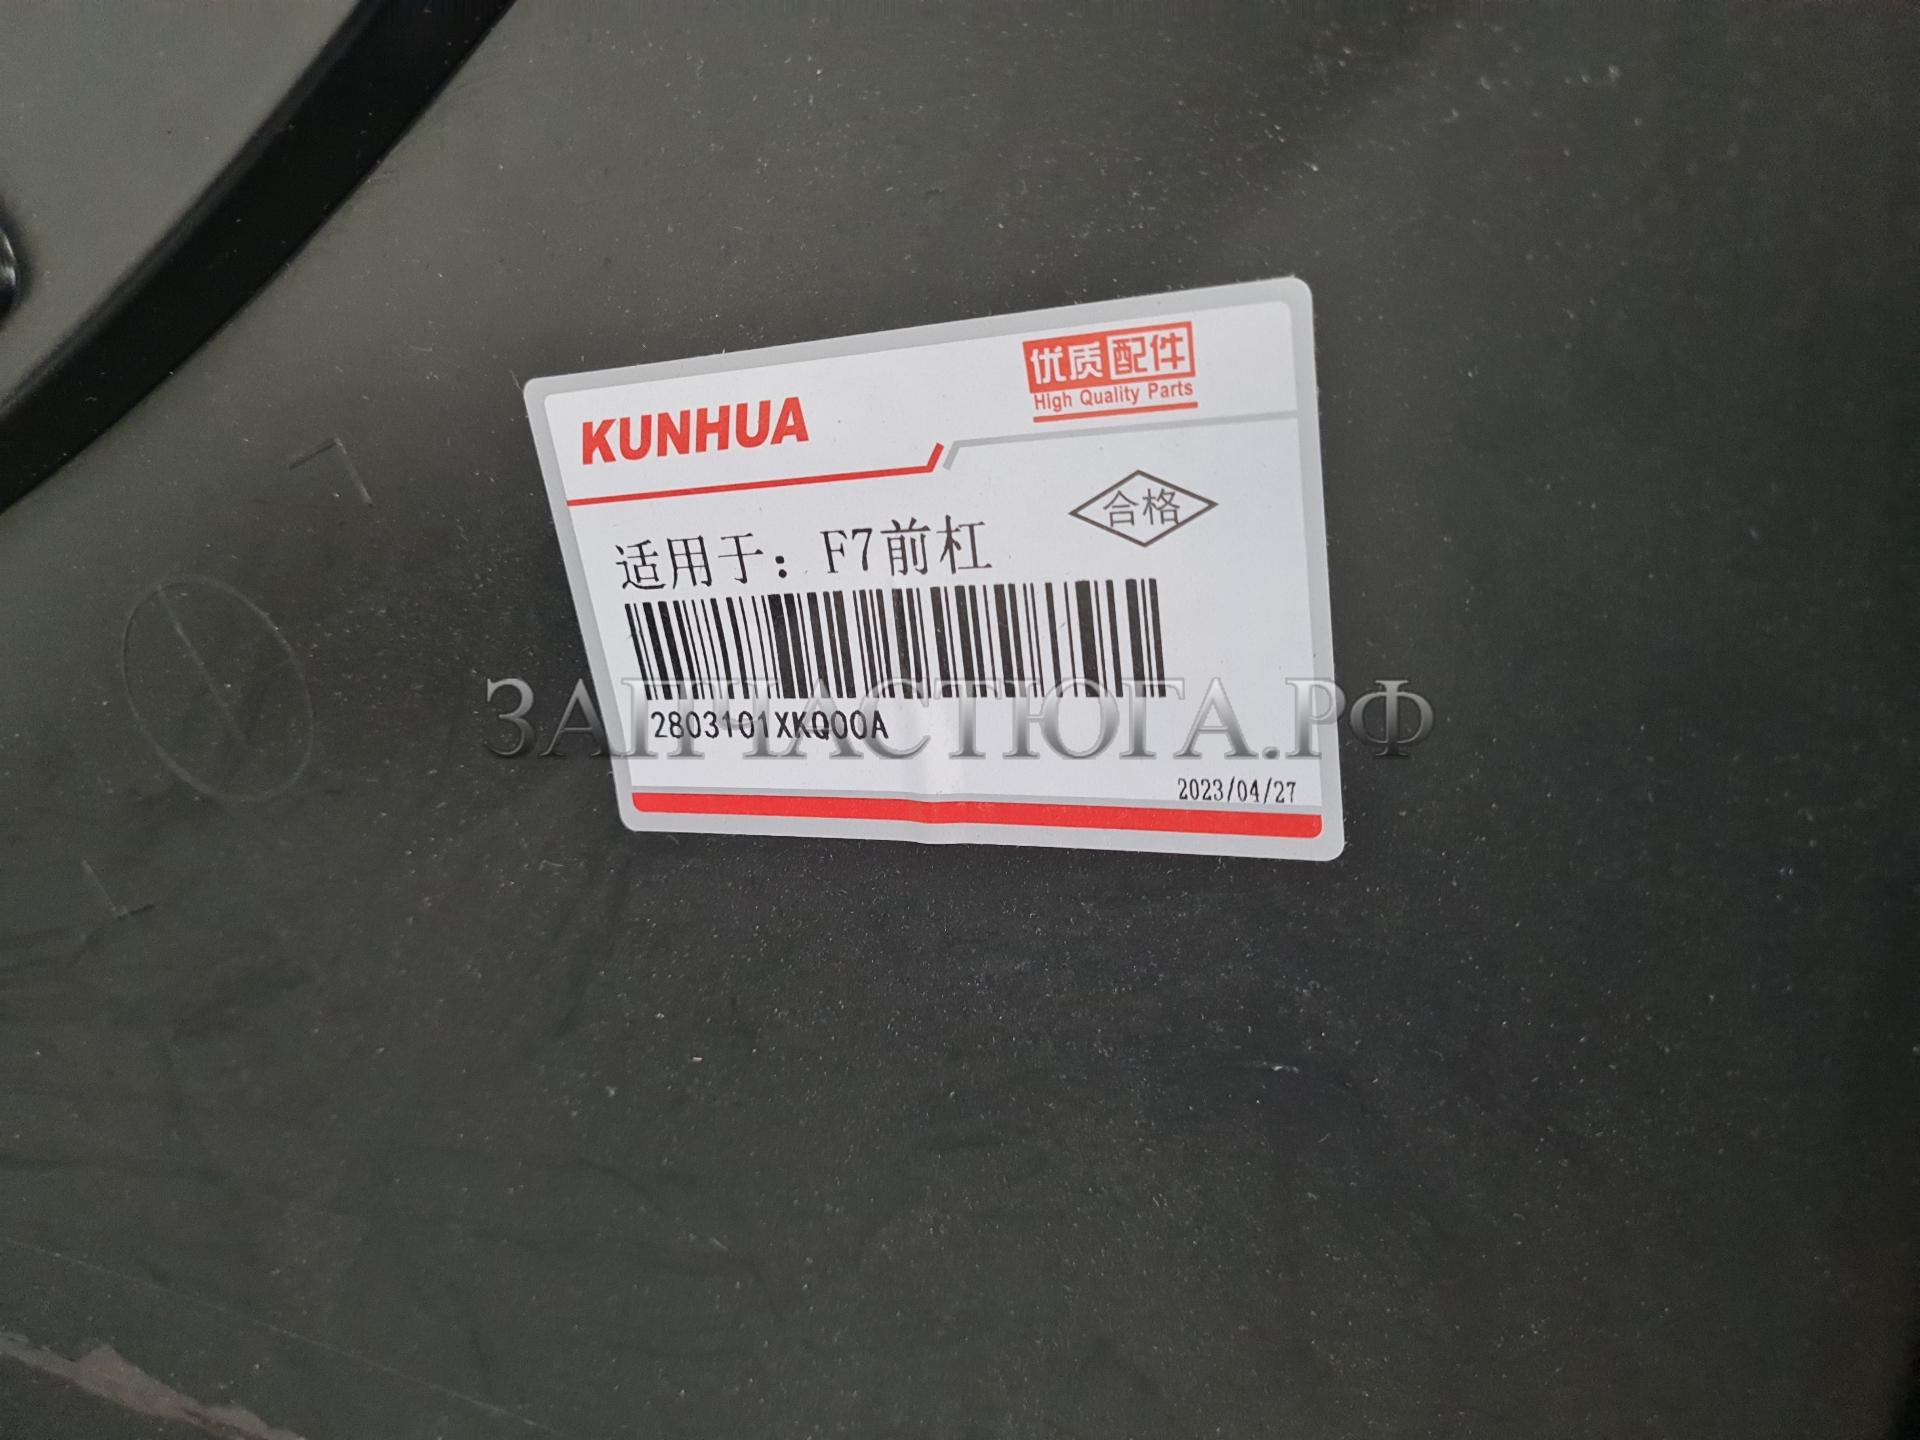 KUNHUA
优质配件
High Quality Parts
合格
适用于：F7前杠
2803101XKQ00A
ЗАПЧАСТЮГА.РФ
2023/04/27